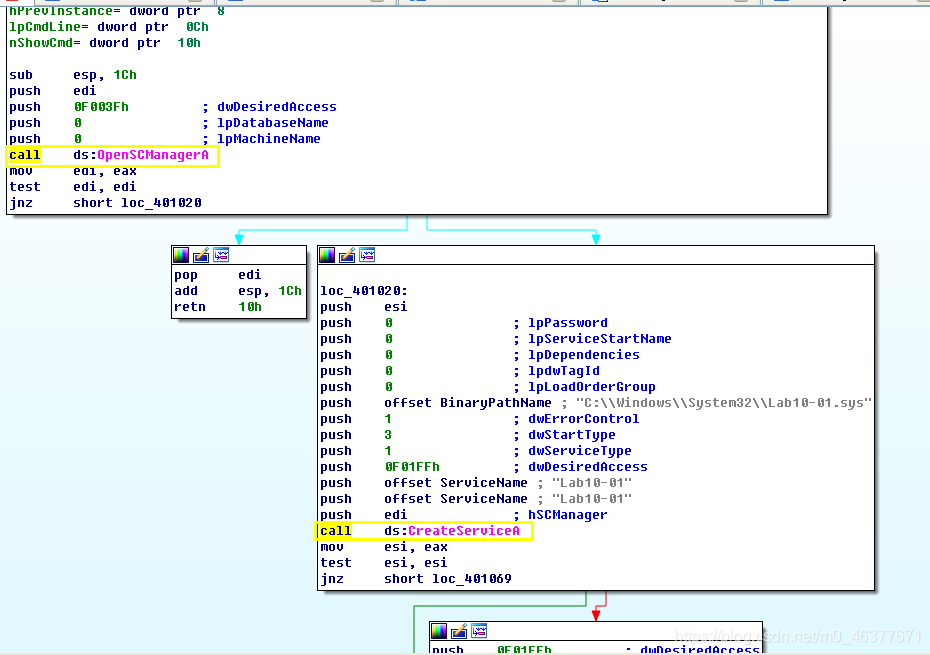 hPrevInstance= dword ptr  8
lpCmdLine= dword ptr  0Ch
nShowCmd= dword ptr  10h
sub     esp, 1Ch
push    edi
push    0F003Fh         ; dwDesiredAccess
push    0               ; lpDatabaseName
push    0               ; lpMachineName
call    ds:OpenSCManagerA
mov     edi, eax
test    edi, edi
jnz     short loc_401020
pop     edi
add     esp, 1Ch
retn    10h
loc_401020:
push    esi
push    0               ; lpPassword
push    0               ; lpServiceStartName
push    0               ; lpDependencies
push    0               ; lpdwTagId
push    0               ; lpLoadOrderGroup
push    offset BinaryPathName ; "C:\\Windows\\System32\\Lab10-01.sys"
push    1               ; dwErrorControl
push    3               ; dwStartType
push    1               ; dwServiceType
push    0F01FFh         ; dwDesiredAccess
push    offset ServiceName ; "Lab10-01"
push    offset ServiceName ; "Lab10-01"
push    edi             ; hSCManager
call    ds:CreateServiceA
mov     esi, eax
test    esi, esi
jnz     short loc_401069
push    0F01FFh         ; dwDesiredAccess
https://blog.csdn.net/m0_46377671